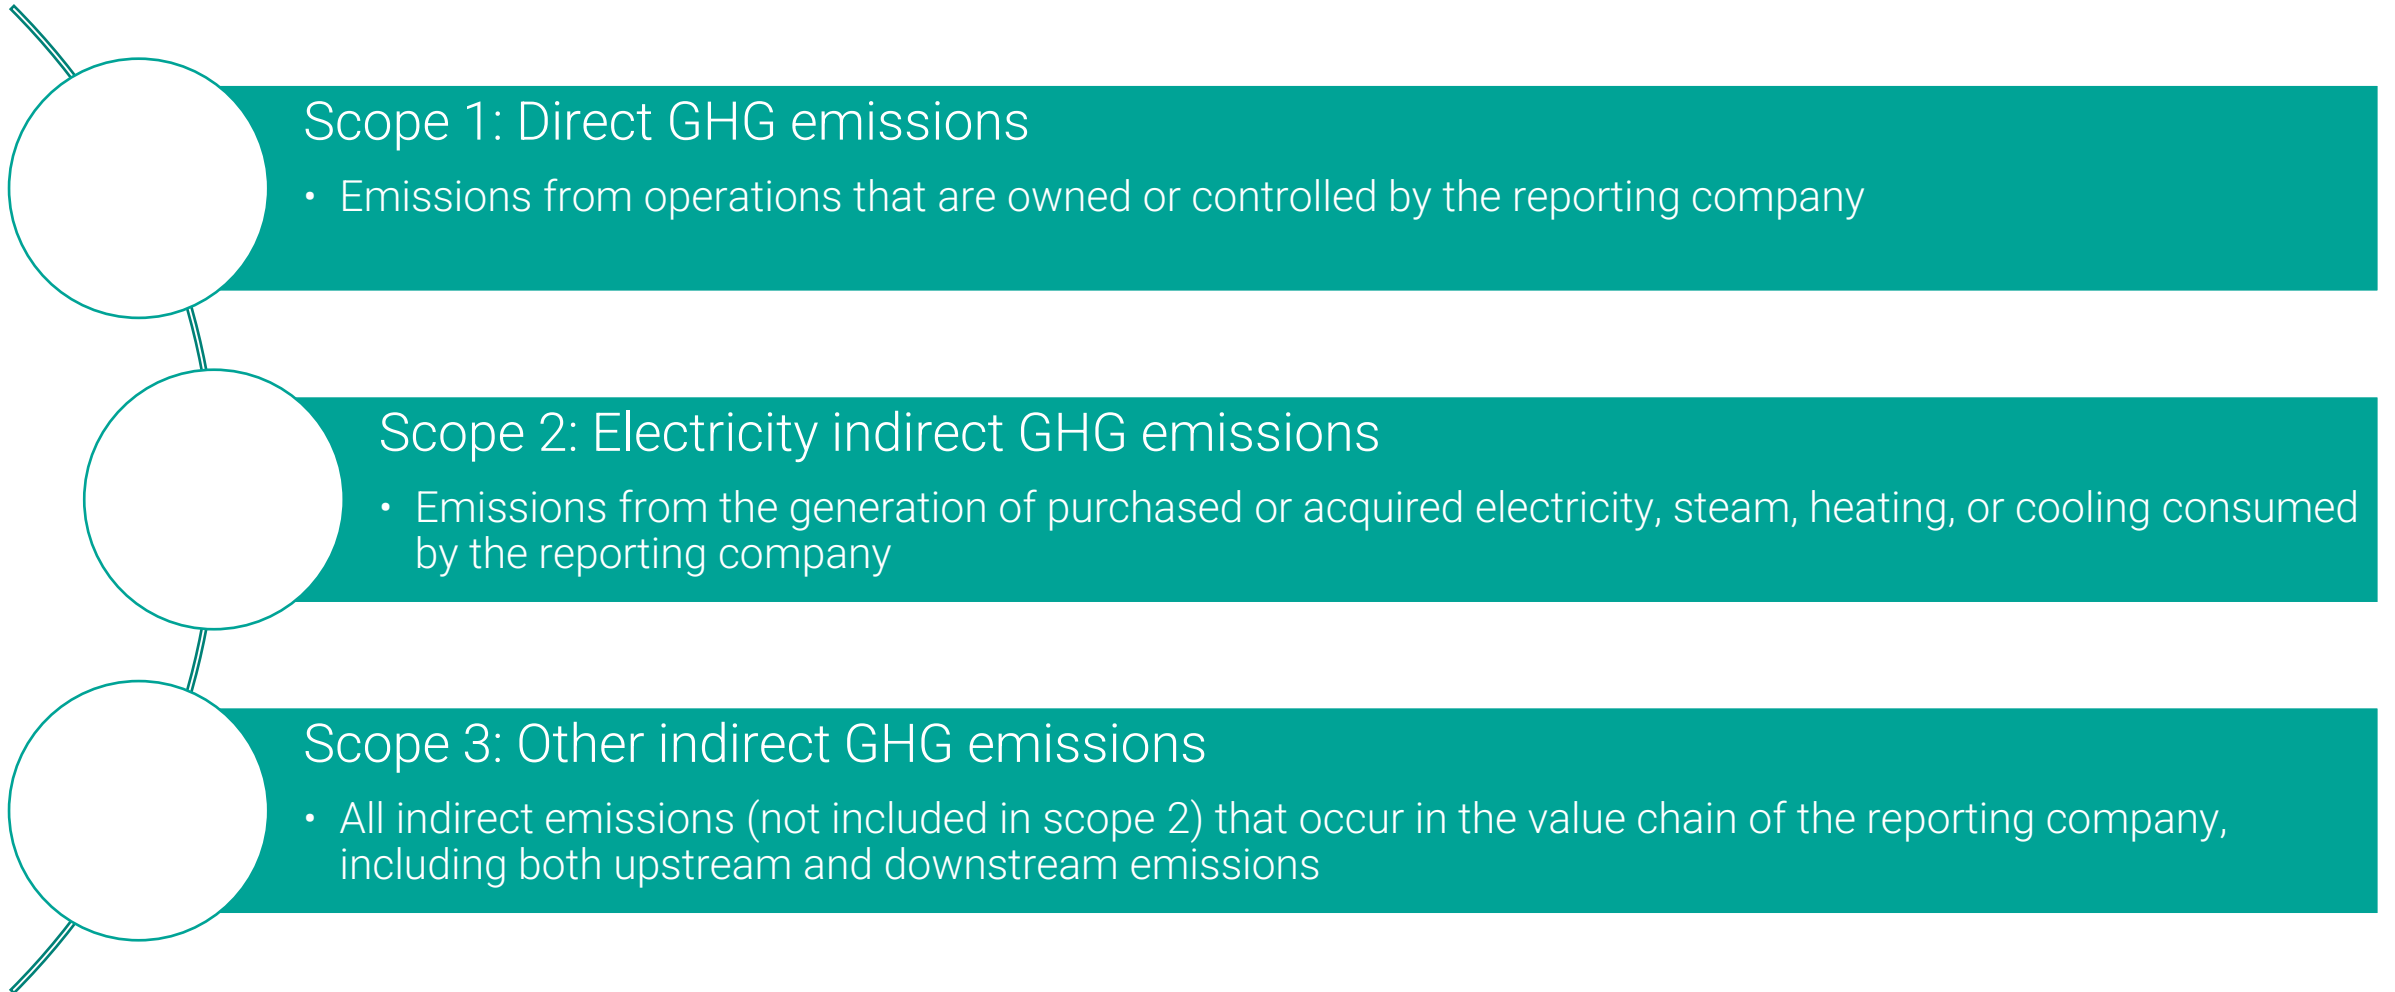 Scope 1: Direct GHG emissions
• Emissions from operations that are owned or controlled by the reporting company
Scope 2: Electricity indirect GHG emissions
• Emissions from the generation of purchased or acquired electricity, steam, heating, or cooling consumed
by the reporting company
Scope 3: Other indirect GHG emissions
• All indirect emissions (not included in scope 2) that occur in the value chain of the reporting company,
including both upstream and downstream emissions